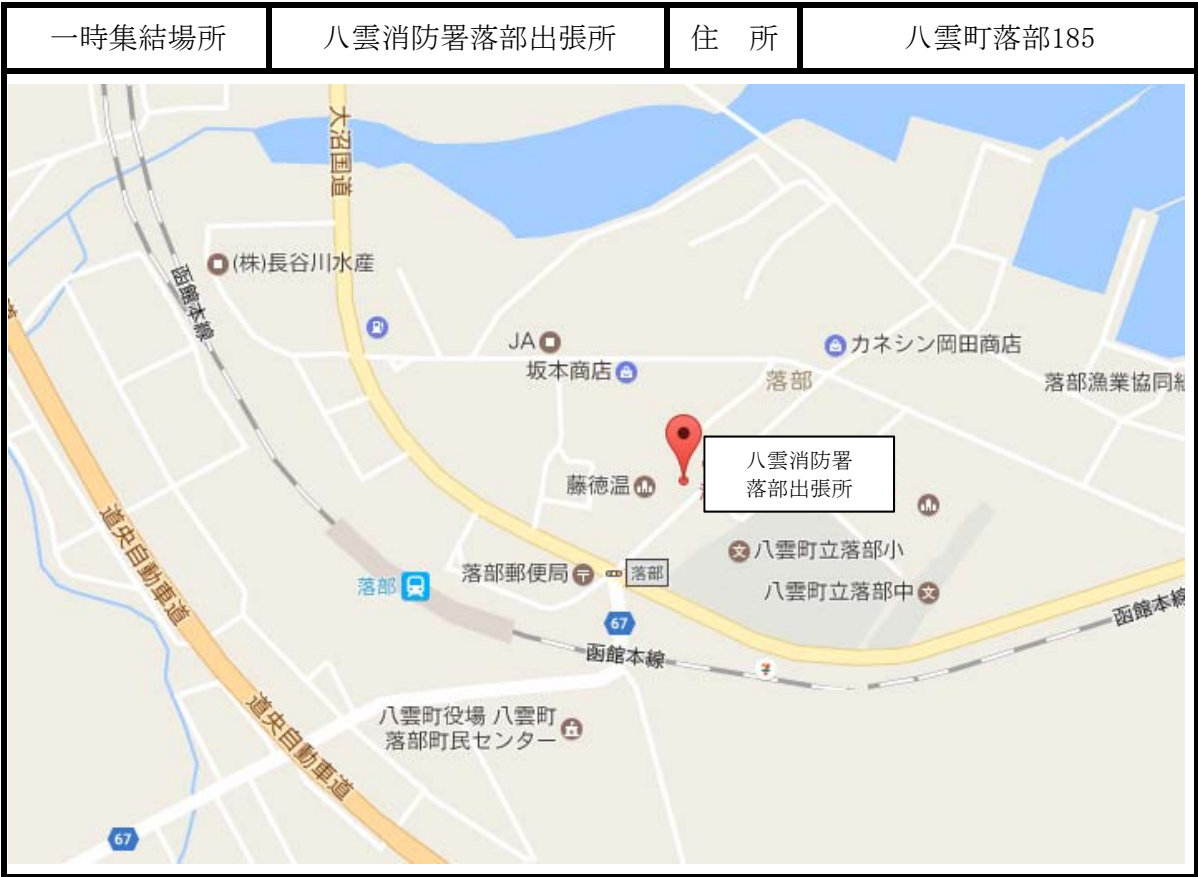 一時集結場所
八雲消防署落部出張所
住　所
八雲町落部185
大沼国道
(株)長谷川水産
函館本線
JA
坂本商店
カネシン岡田商店
落部
落部漁業協同組
八雲消防署
落部出張所
藤徳温
道央自動車道
落部郵便局
落部
八雲町立落部小
落部
八雲町立落部中
67
函館本線
函館本線
八雲町役場 八雲町
落部町民センター
道央自動車道
67